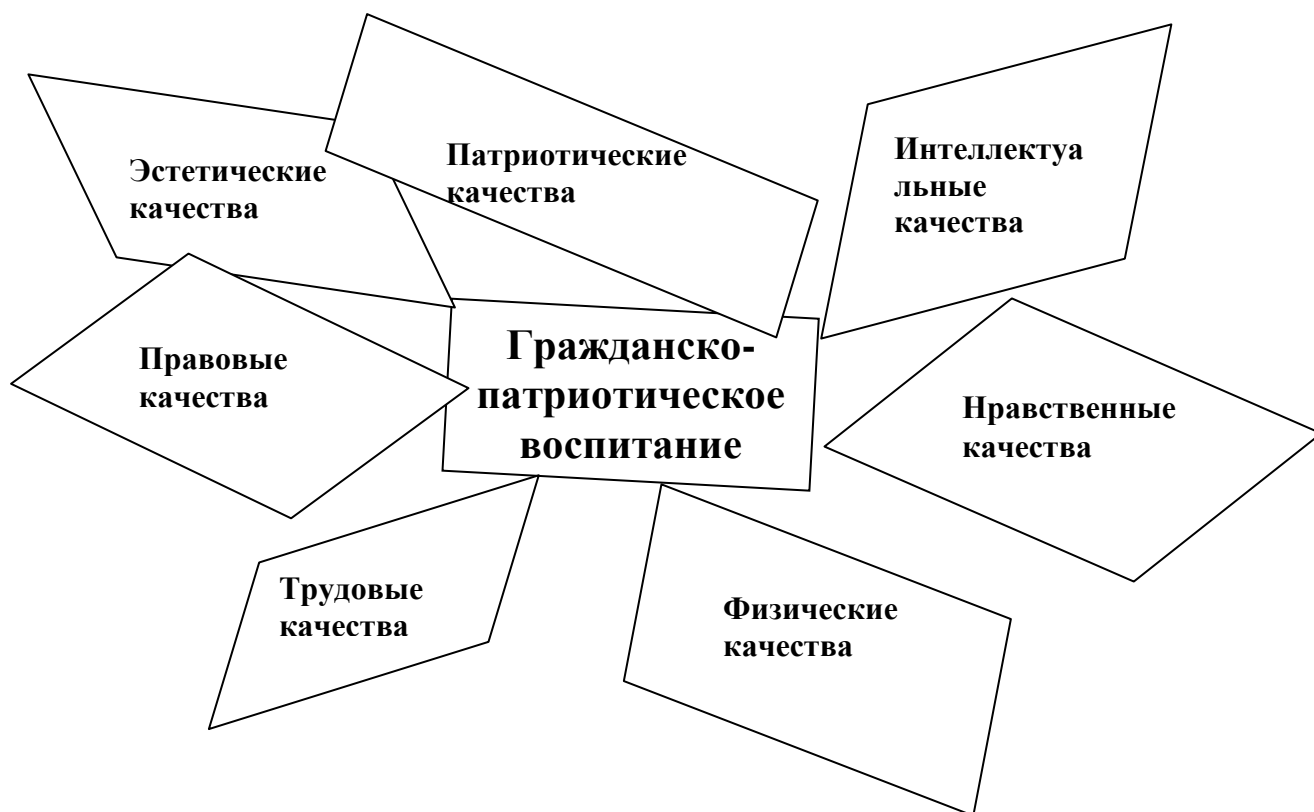 Эстетические
качества
Патриотические
качества
Интеллектуа
льные
качества
Правовые
качества
Гражданско-
патриотическое
воспитание
Нравственные
качества
Трудовые
качества
Физические
качества